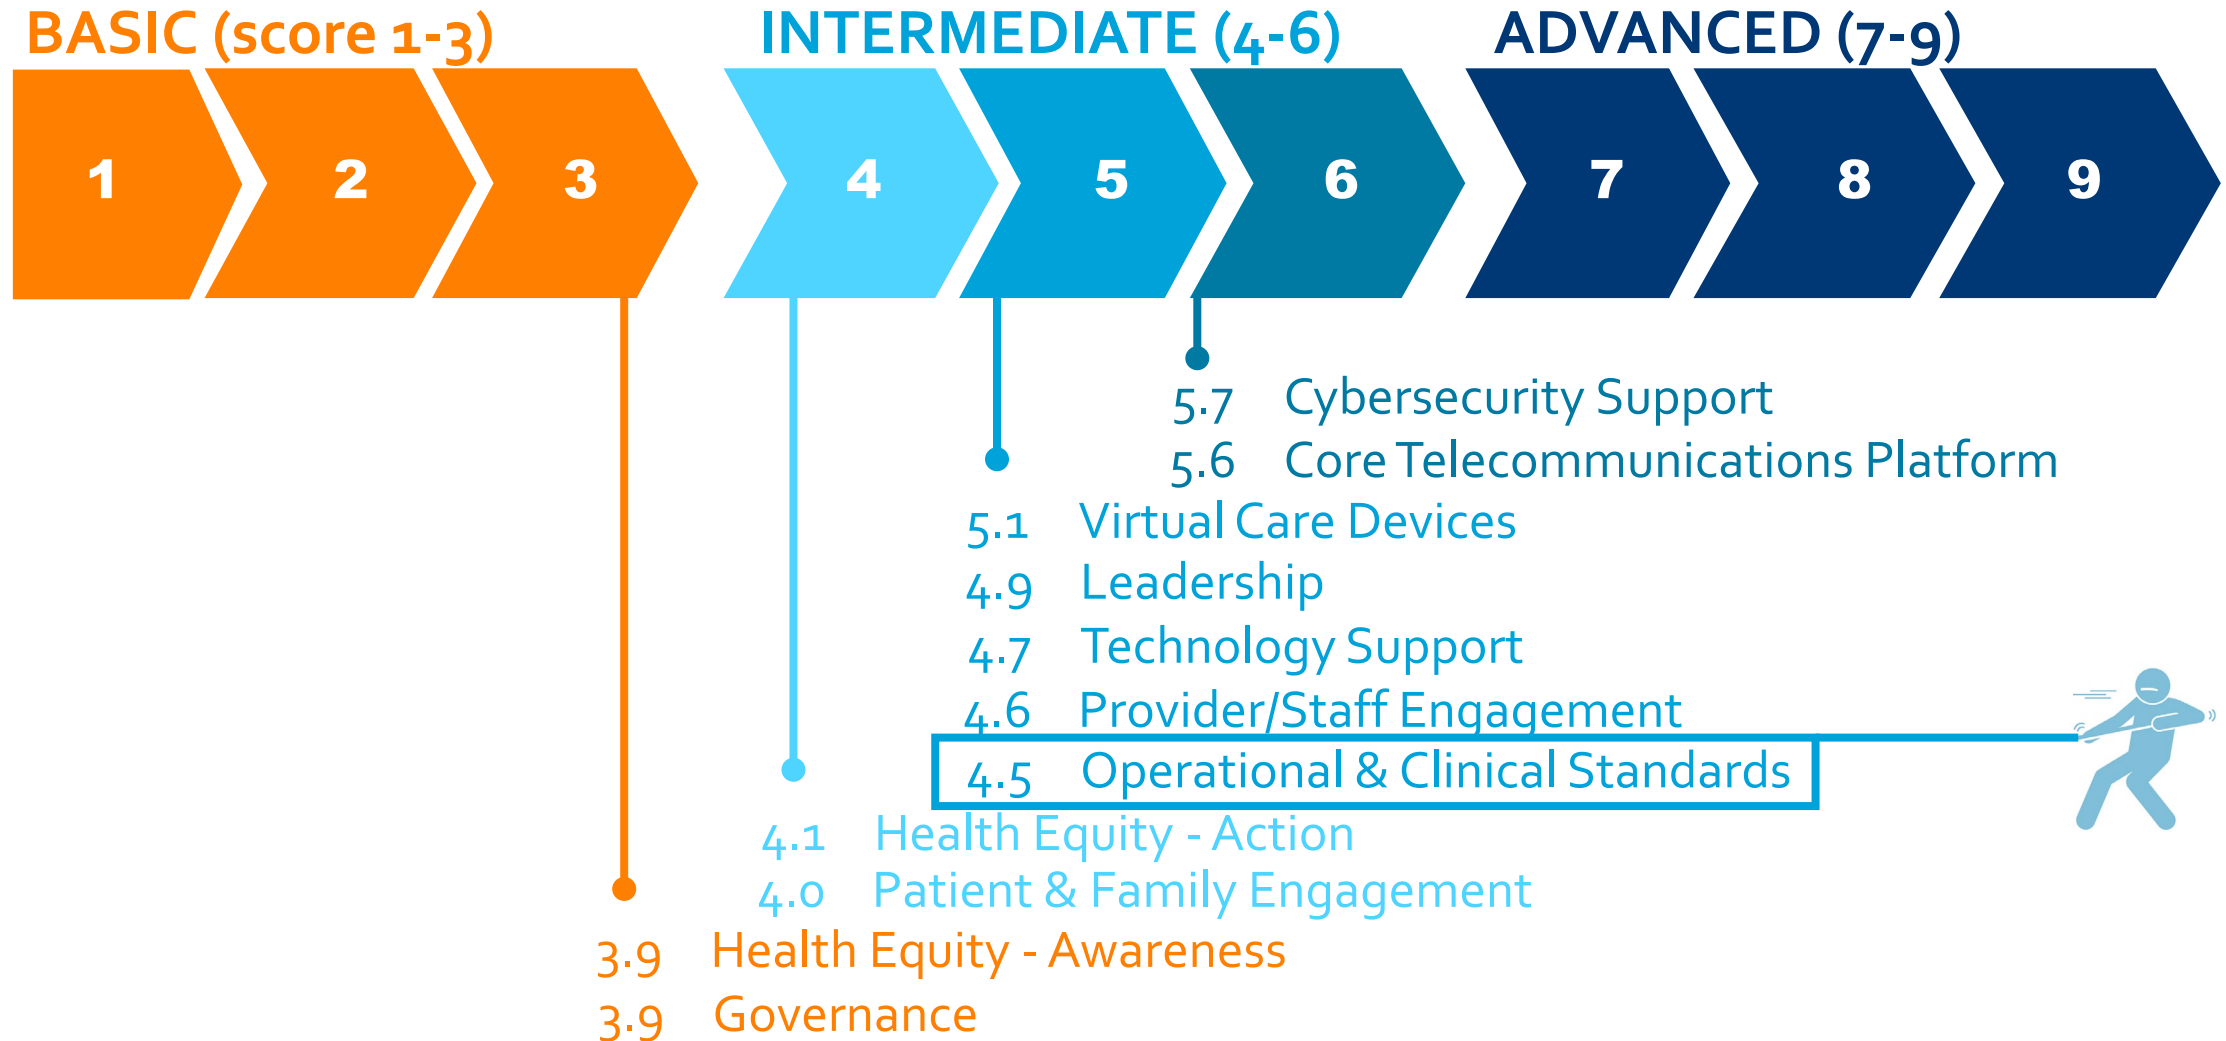 BASIC (score 1-3) INTERMEDIATE (4-6) ADVANCED (7-9)
1 2 3 4 5 6 7 8 9
5.7 Cybersecurity Support
5.6 Core Telecommunications Platform
5.1 Virtual Care Devices
4.9 Leadership
4.7 Technology Support
4.6 Provider/Staff Engagement
4.5 Operational & Clinical Standards
4.1 Health Equity - Action
4.0 Patient & Family Engagement
3.9 Health Equity - Awareness
3.9 Governance